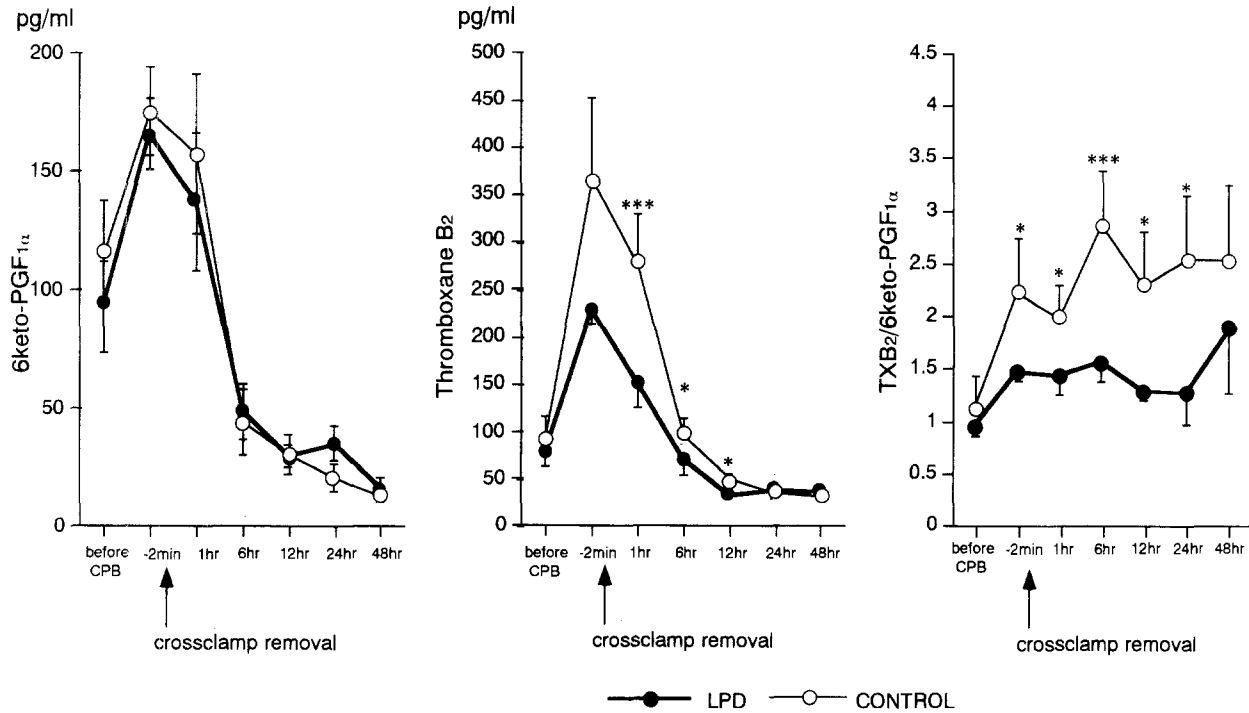 pg/ml
200
150
100
50
0
6keto-PGF1α
before CPB
-2min
1hr
6hr
12hr
24hr
48hr
crossclamp removal
pg/ml
500
450
400
350
300
250
200
150
100
50
0
Thromboxane B2
***
*
*
before CPB
-2min
1hr
6hr
12hr
24hr
48hr
crossclamp removal
4.5
4
3.5
3
2.5
2
1.5
1
0.5
0
TXB2/6keto-PGF1α
*
*
***
*
*
before CPB
-2min
1hr
6hr
12hr
24hr
48hr
crossclamp removal
LPD
CONTROL